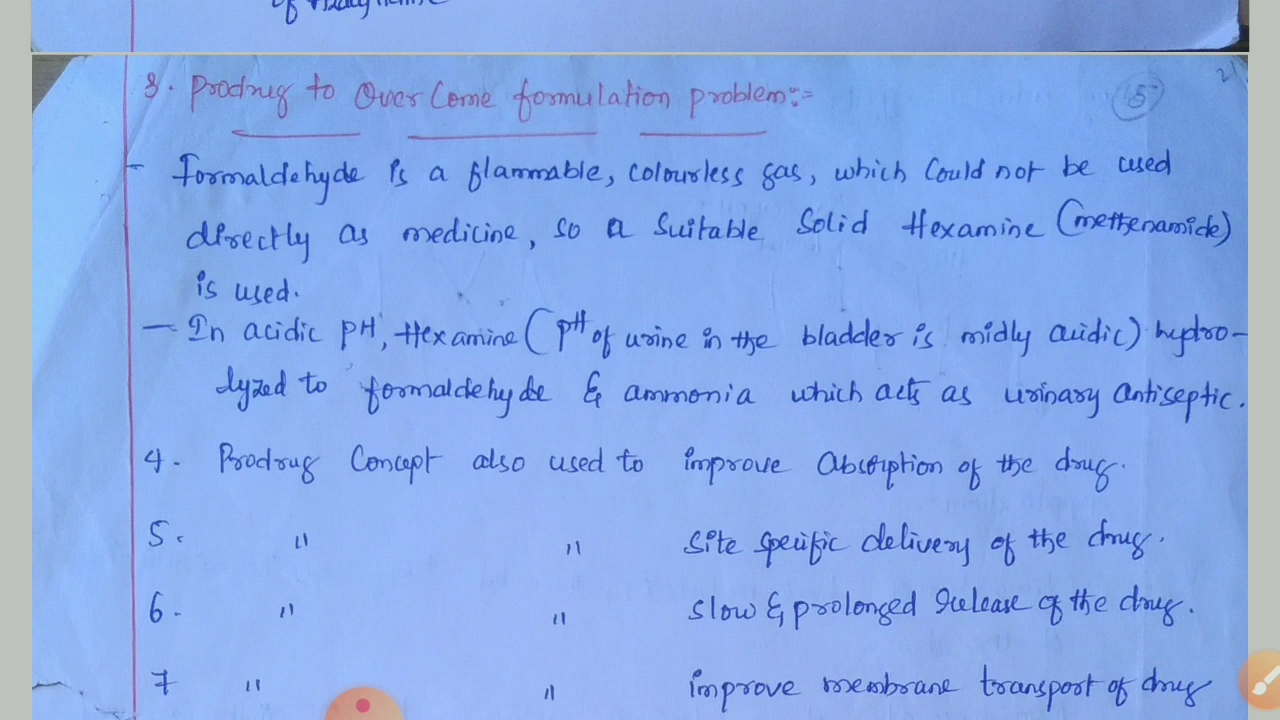 3. Prodrug to Over Come formulation problem:-
- Formaldehyde is a flammable, colourless gas, which Could not be used
directly as medicine, so a Suitable Solid Hexamine (methenamide)
is used.
- In acidic pH, Hexamine (pH of urine in the bladder is midly acidic) hydro-
lyzed to formaldehyde & ammonia which acts as urinary antiseptic.
4. Prodrug Concept also used to improve Absorption of the drug.
5. " " site specific delivery of the drug.
6. " " slow & prolonged release of the drug.
7 " " improve membrane transport of drug